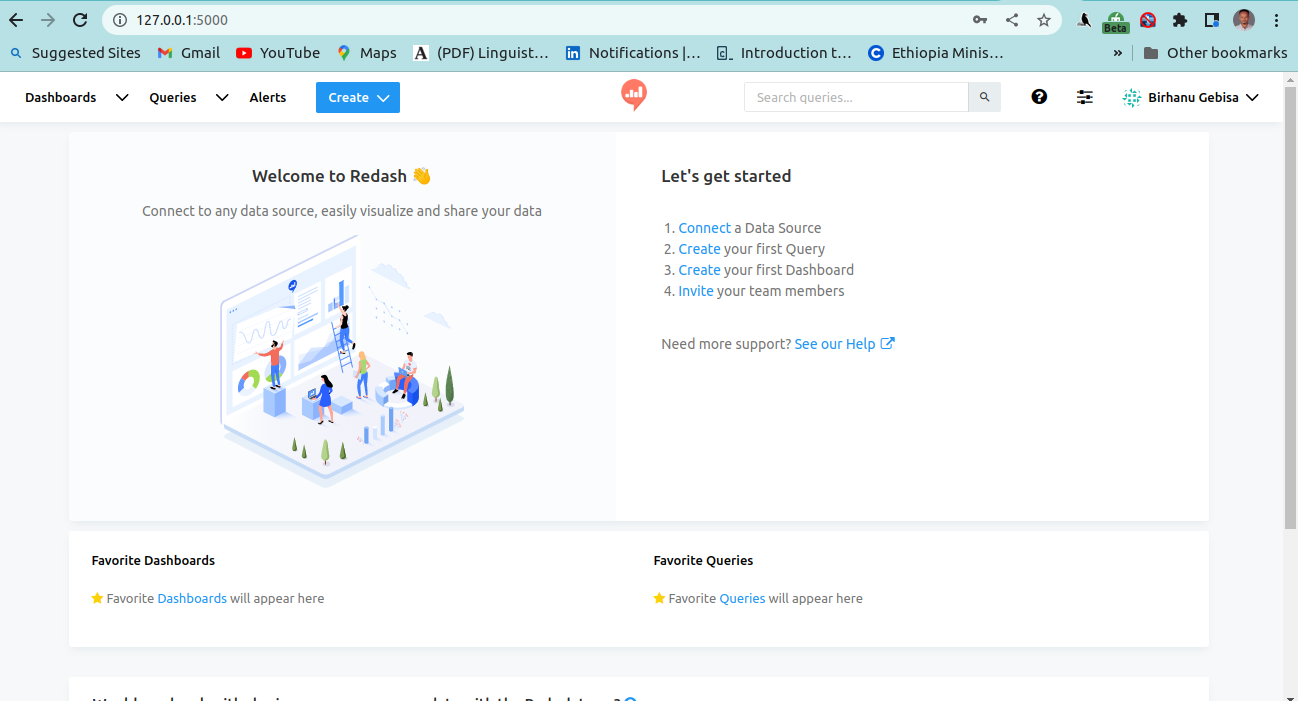 127.0.0.1:5000
Beta
Suggested Sites Gmail YouTube Maps (PDF) Linguist... Notifications |... Introduction t... Ethiopia Minis... » Other bookmarks
Dashboards Queries Alerts Create Search queries... Birhanu Gebisa
Welcome to Redash 👋
Connect to any data source, easily visualize and share your data
Let's get started
1. Connect a Data Source
2. Create your first Query
3. Create your first Dashboard
4. Invite your team members
Need more support? See our Help
Favorite Dashboards
Favorite Dashboards will appear here
Favorite Queries
Favorite Queries will appear here